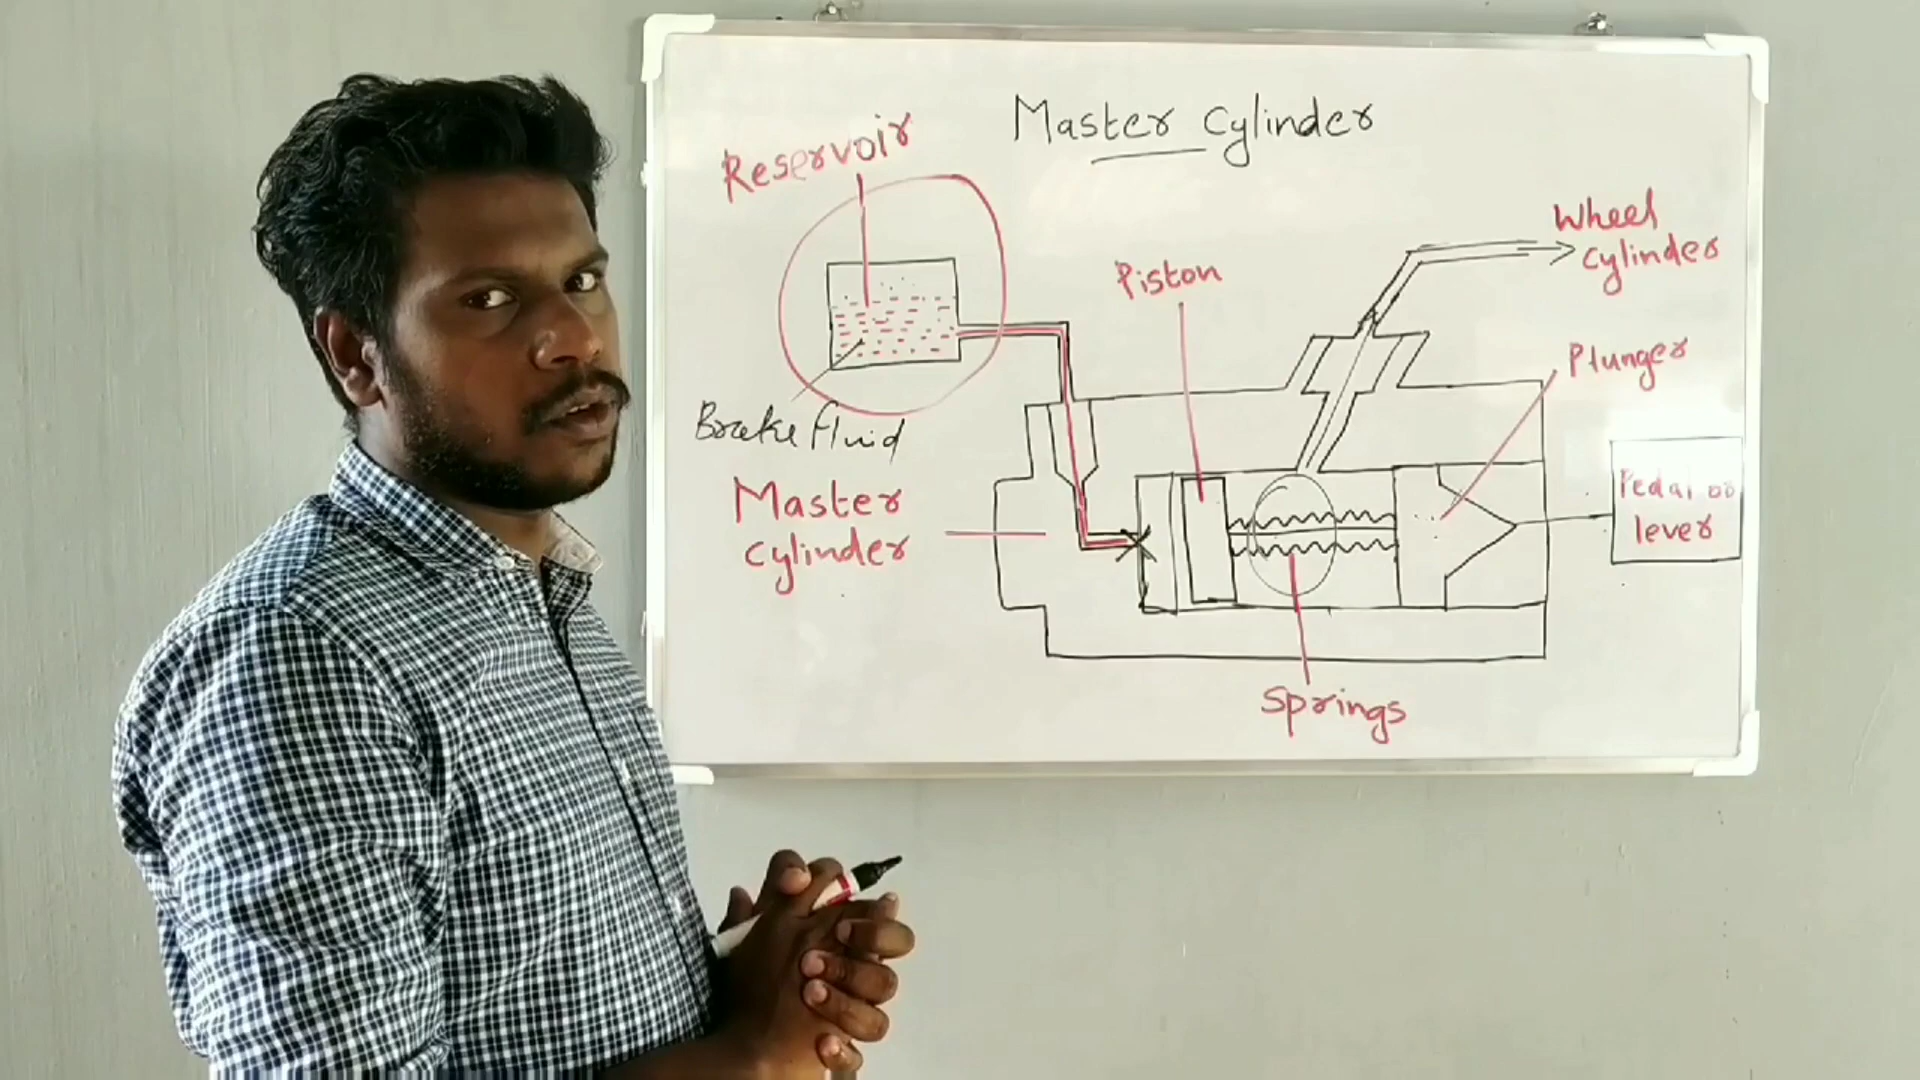 Master Cylinder
Reservoir
Wheel
Cylinder
Piston
Plunger
Brake fluid
Master
Cylinder
Pedal or
lever
Springs